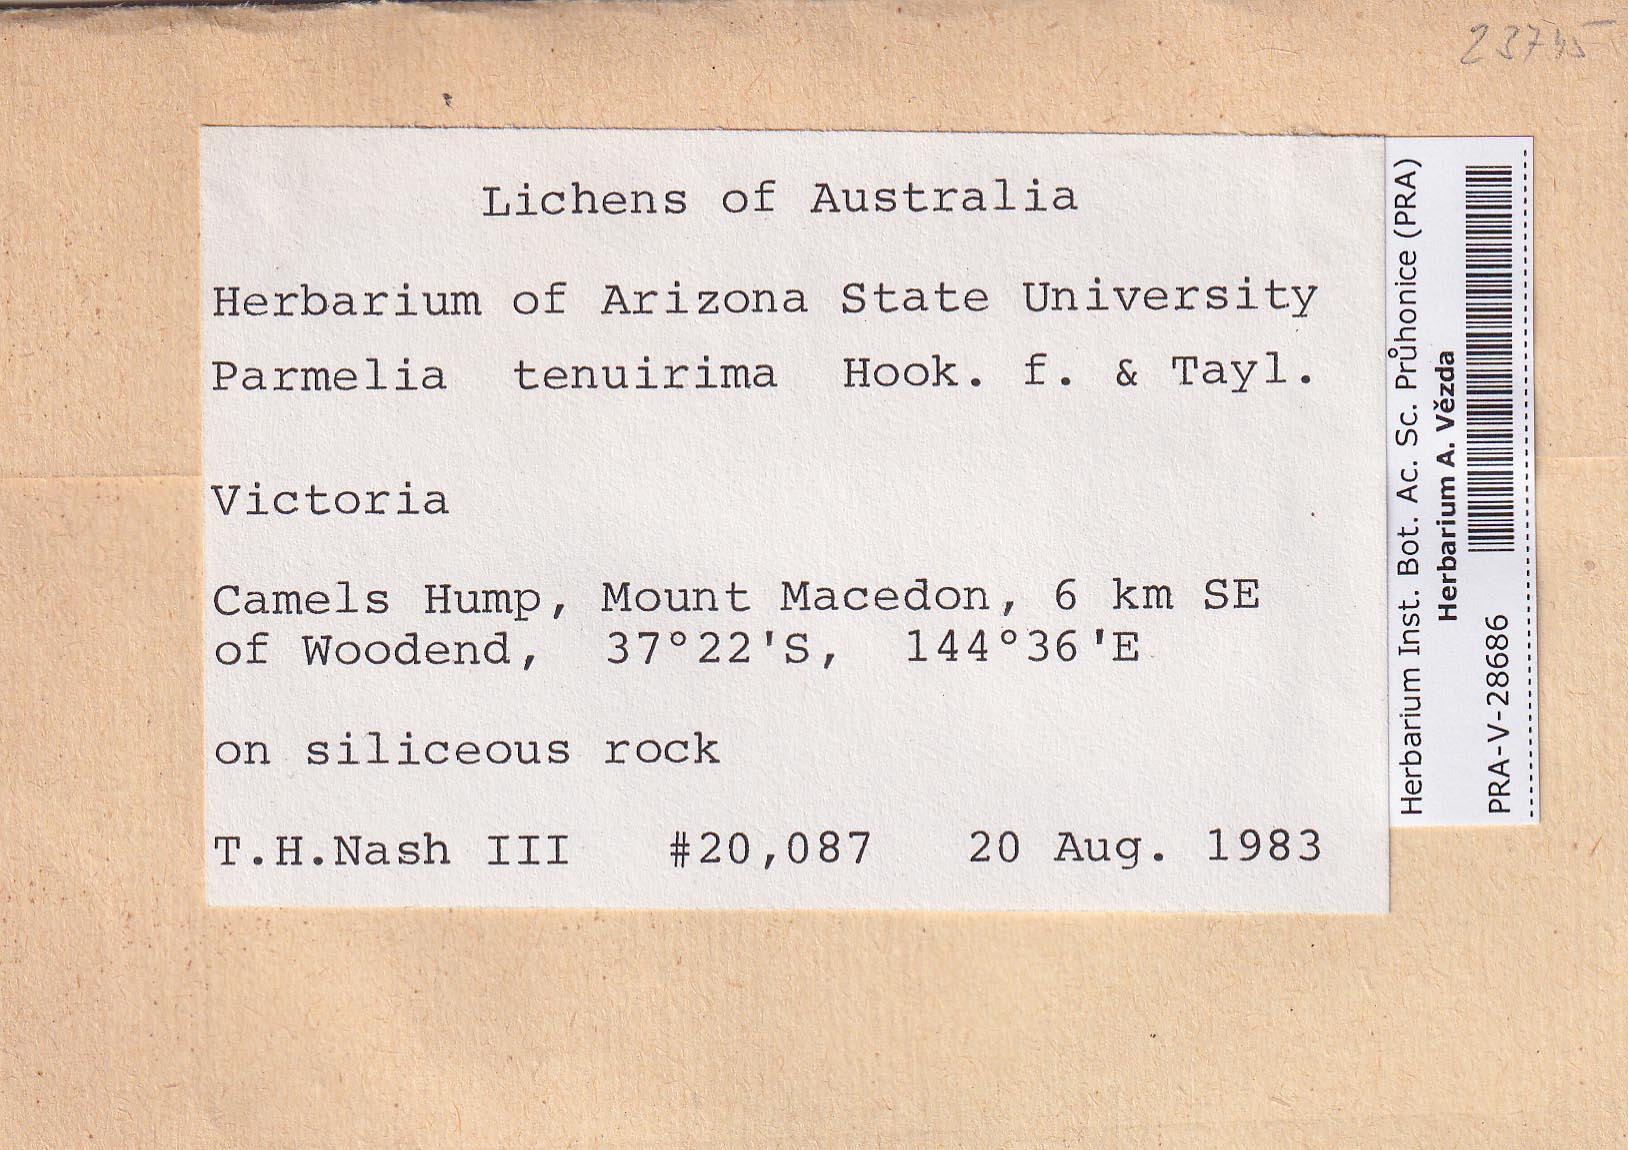 23745
Lichens of Australia
Herbarium of Arizona State University
Parmelia tenuirima Hook. f. & Tayl.
Victoria
Camels Hump, Mount Macedon, 6 km SE
of Woodend, 37°22'S, 144°36'E
on siliceous rock
T.H.Nash III #20,087 20 Aug. 1983
Herbarium Inst. Bot. Ac. Sc. Průhonice (PRA)
Herbarium A. Vězda
PRA-V-28686